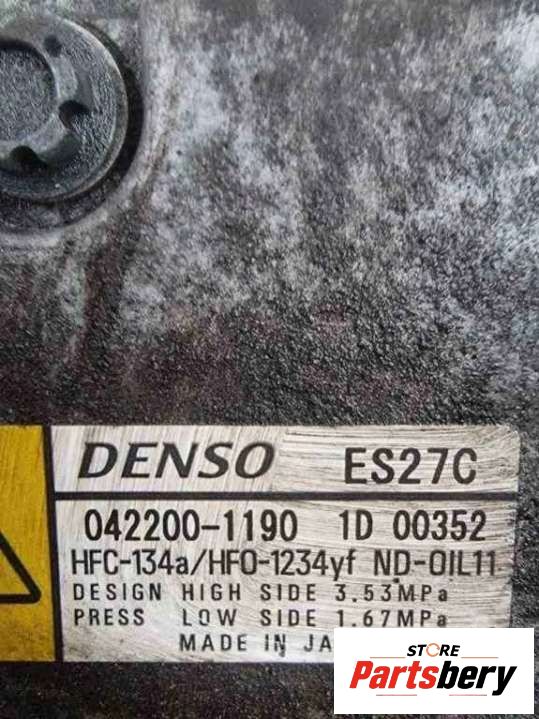 DENSO ES27C
042200-1190 1D 00352
HFC-134a/HFO-1234yf ND-OIL11
DESIGN HIGH SIDE 3.53MPa
PRESS LOW SIDE 1.67MPa
MADE IN JA
STORE
Partsbery